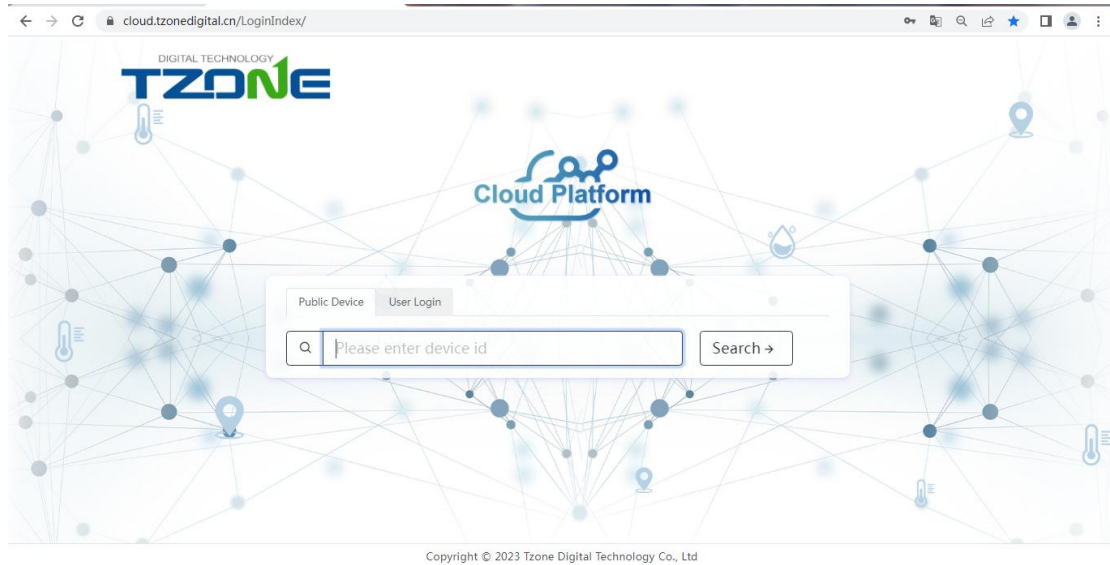 cloud.tzonedigital.cn/LoginIndex/
DIGITAL TECHNOLOGY
TZONE
Cloud Platform
Public Device User Login
Please enter device id Search →
Copyright © 2023 Tzone Digital Technology Co., Ltd